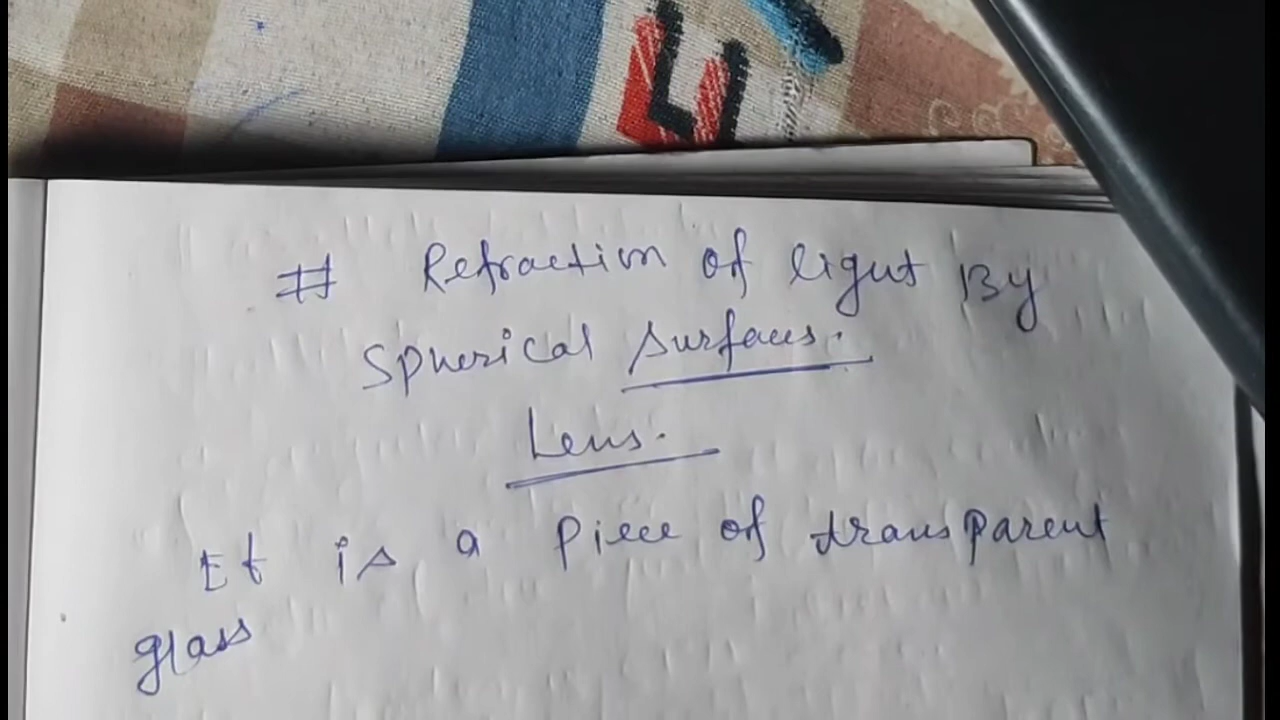 # Refraction of light By
Spherical surfaces.
Lens.
It is a piece of transparent
glass